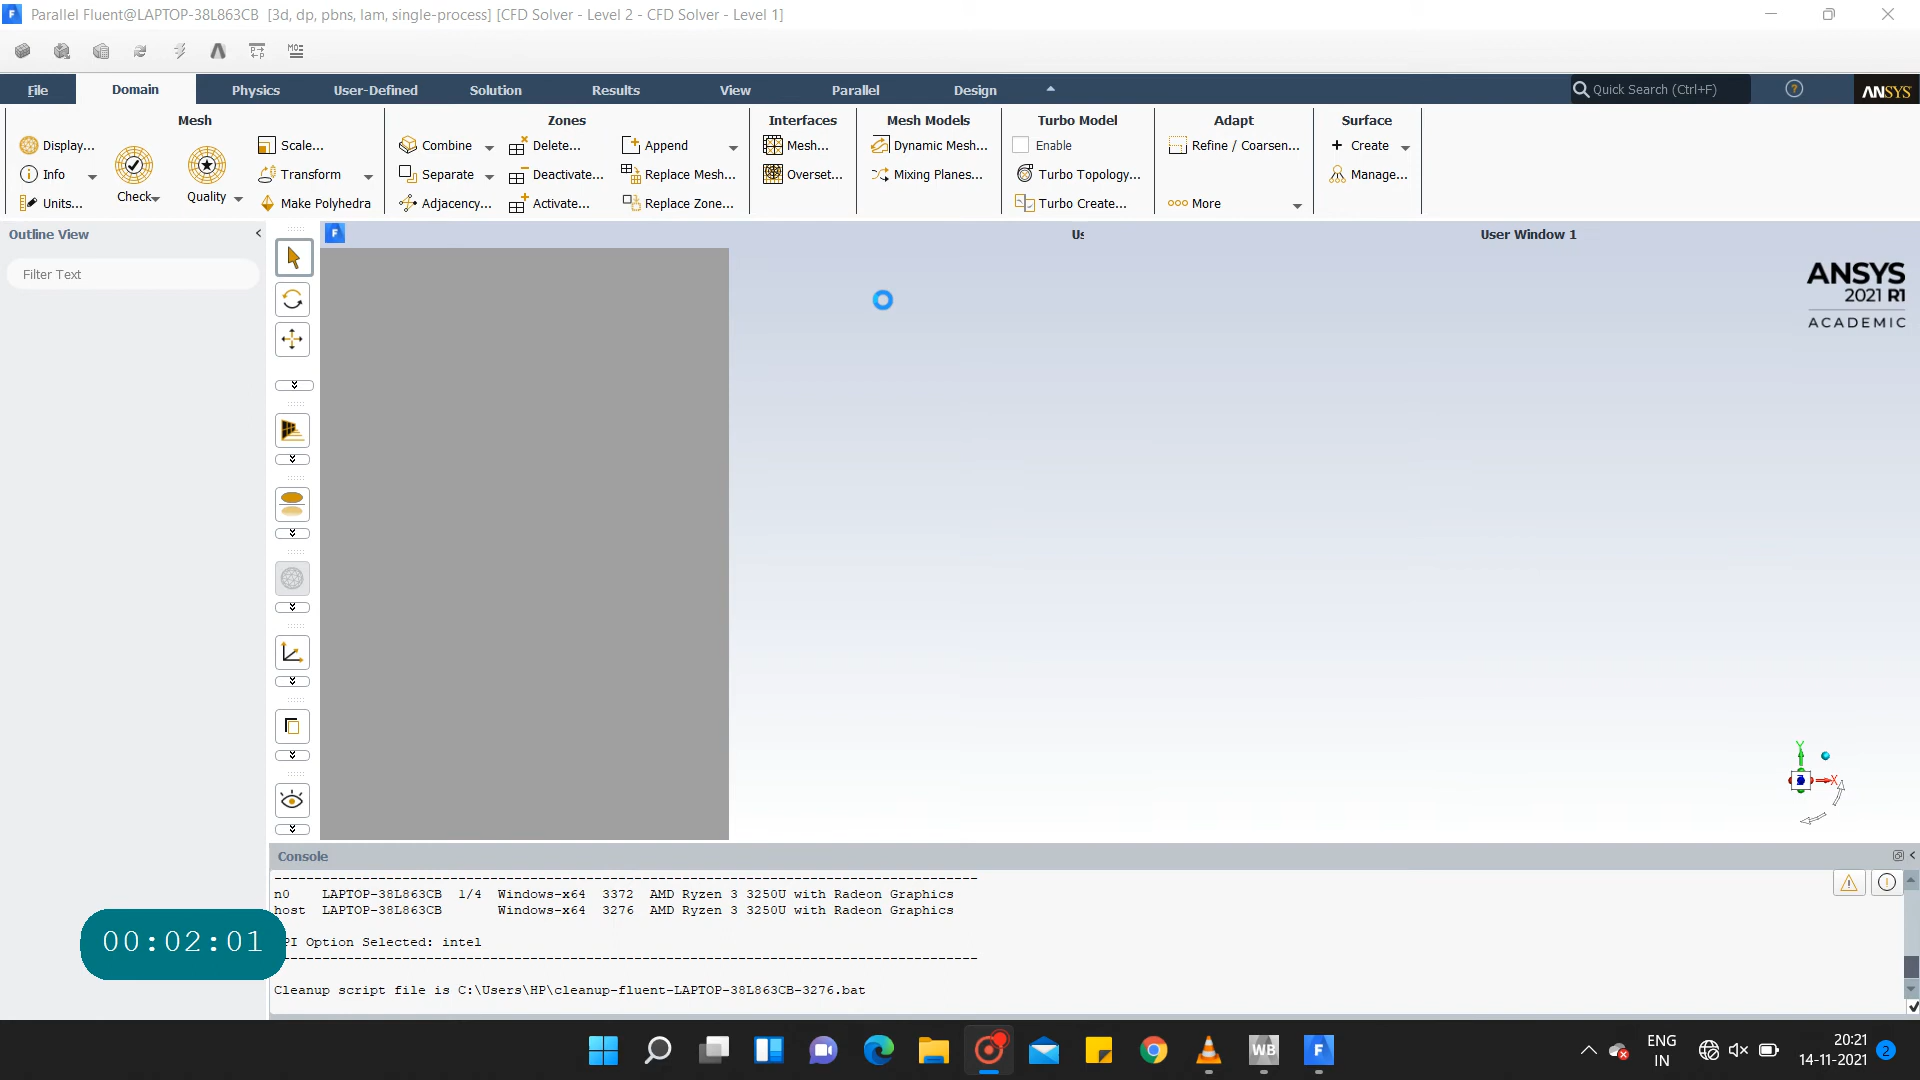 Parallel Fluent@LAPTOP-38L863CB [3d, dp, pbns, lam, single-process] [CFD Solver - Level 2 - CFD Solver - Level 1]
File Domain Physics User-Defined Solution Results View Parallel Design Quick Search (Ctrl+F) ANSYS
Mesh Zones Interfaces Mesh Models Turbo Model Adapt Surface
Display... Scale... Combine Delete... Append Mesh... Dynamic Mesh... Enable Refine / Coarsen... + Create
Info Transform Separate Deactivate... Replace Mesh... Overset... Mixing Planes... Turbo Topology... Manage...
Check Quality
Units... Make Polyhedra Adjacency... Activate... Replace Zone... Turbo Create... More
Outline View
Us
User Window 1
Filter Text
ANSYS
2021 R1
ACADEMIC
Y
X
Z
Console
n0 LAPTOP-38L863CB 1/4 Windows-x64 3372 AMD Ryzen 3 3250U with Radeon Graphics
host LAPTOP-38L863CB Windows-x64 3276 AMD Ryzen 3 3250U with Radeon Graphics
PI Option Selected: intel
00:02:01
Cleanup script file is C:\Users\HP\cleanup-fluent-LAPTOP-38L863CB-3276.bat
WB
F
ENG
IN
20:21
14-11-2021
2